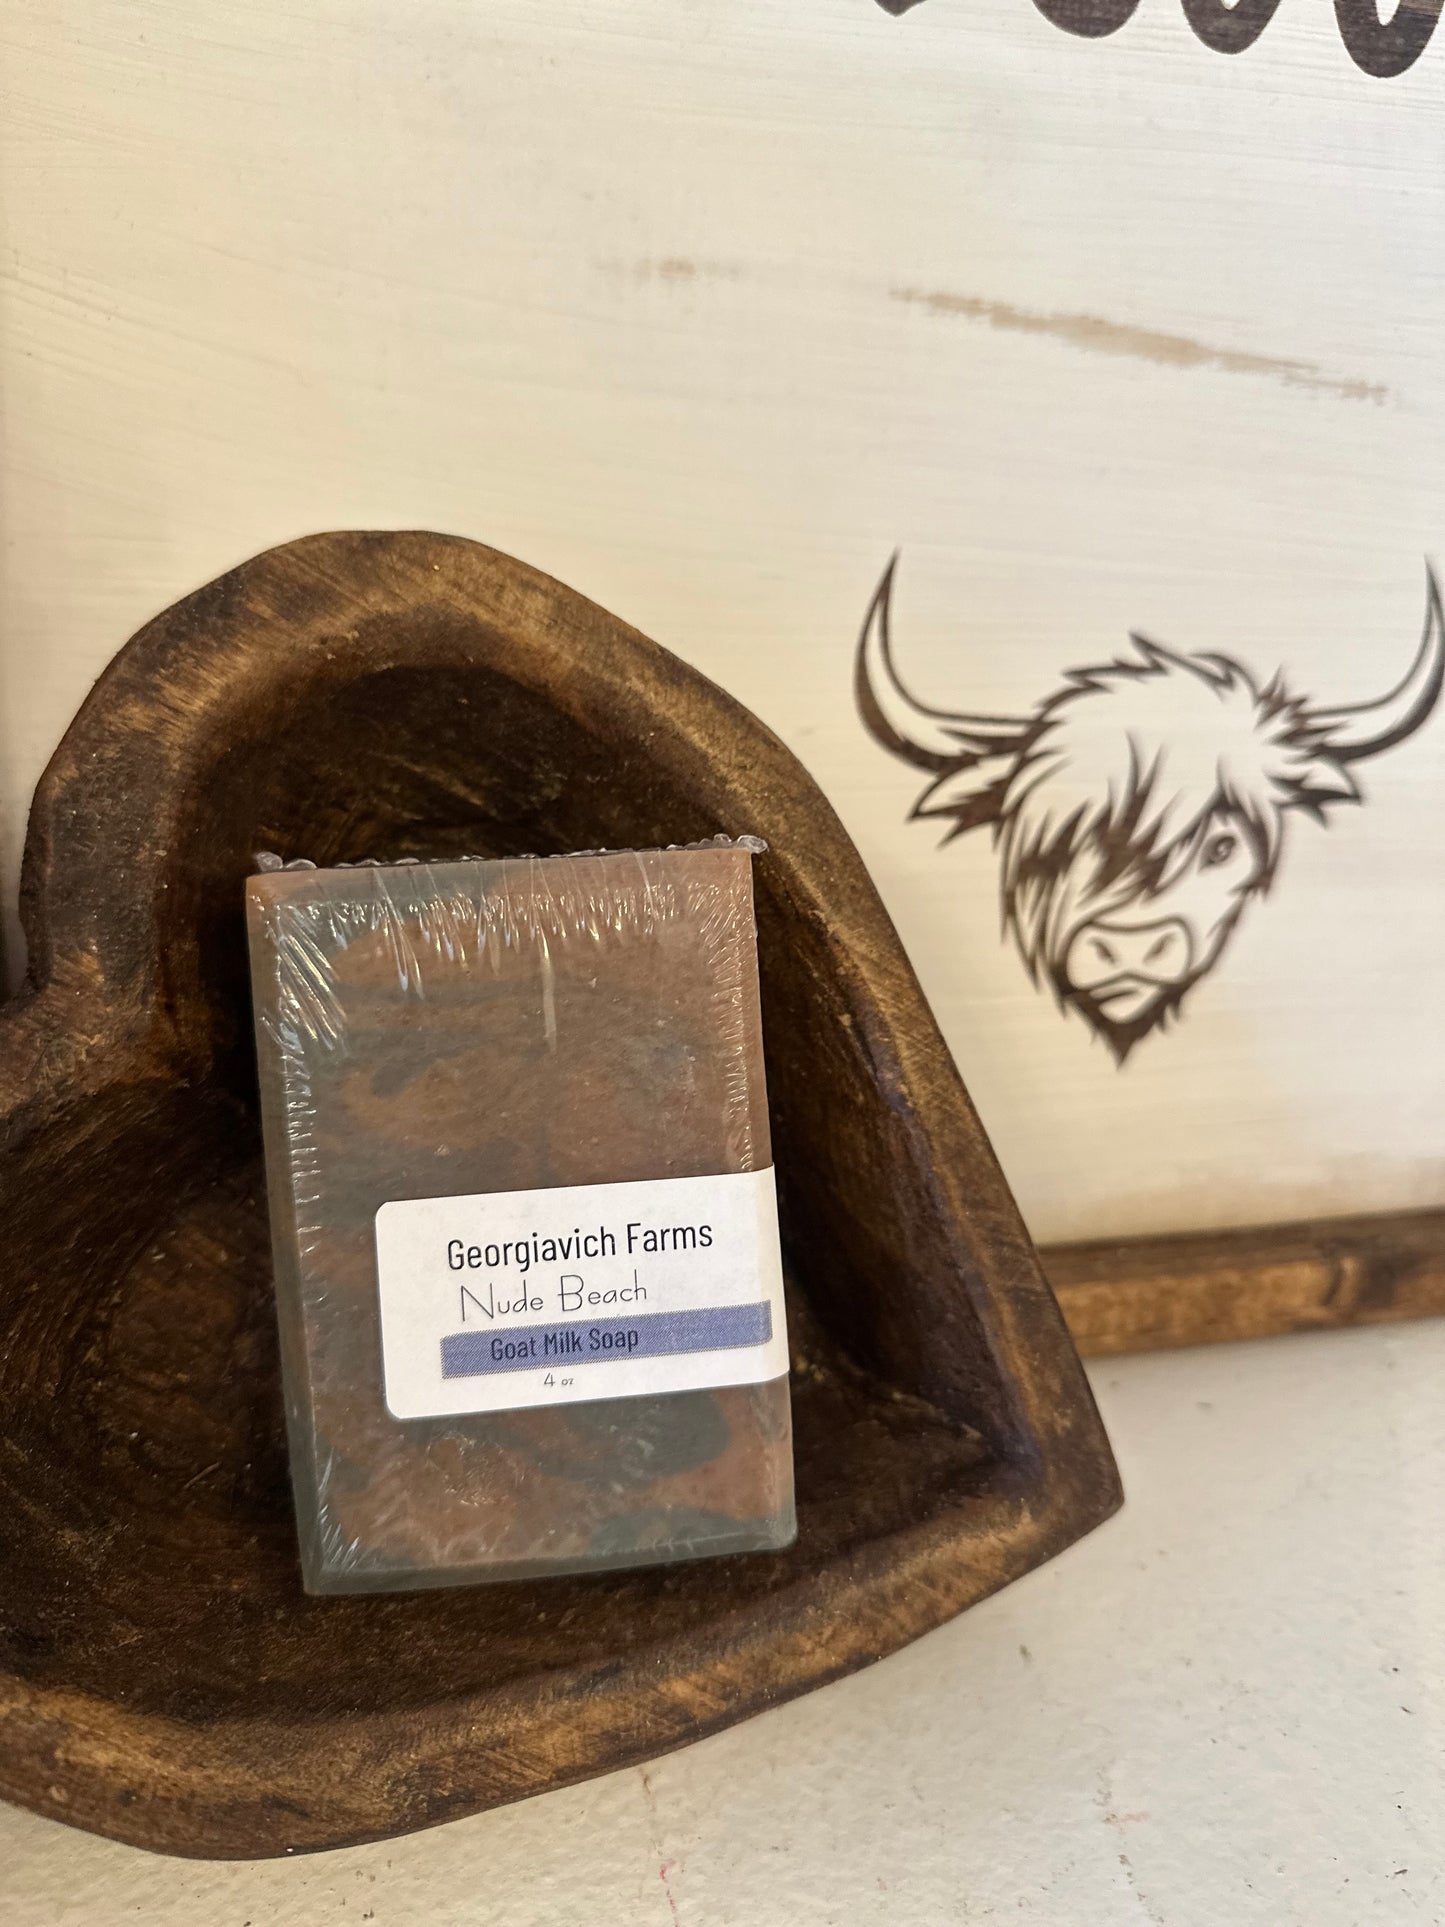 Georgiavich Farms
Nude Beach
Goat Milk Soap
4 oz